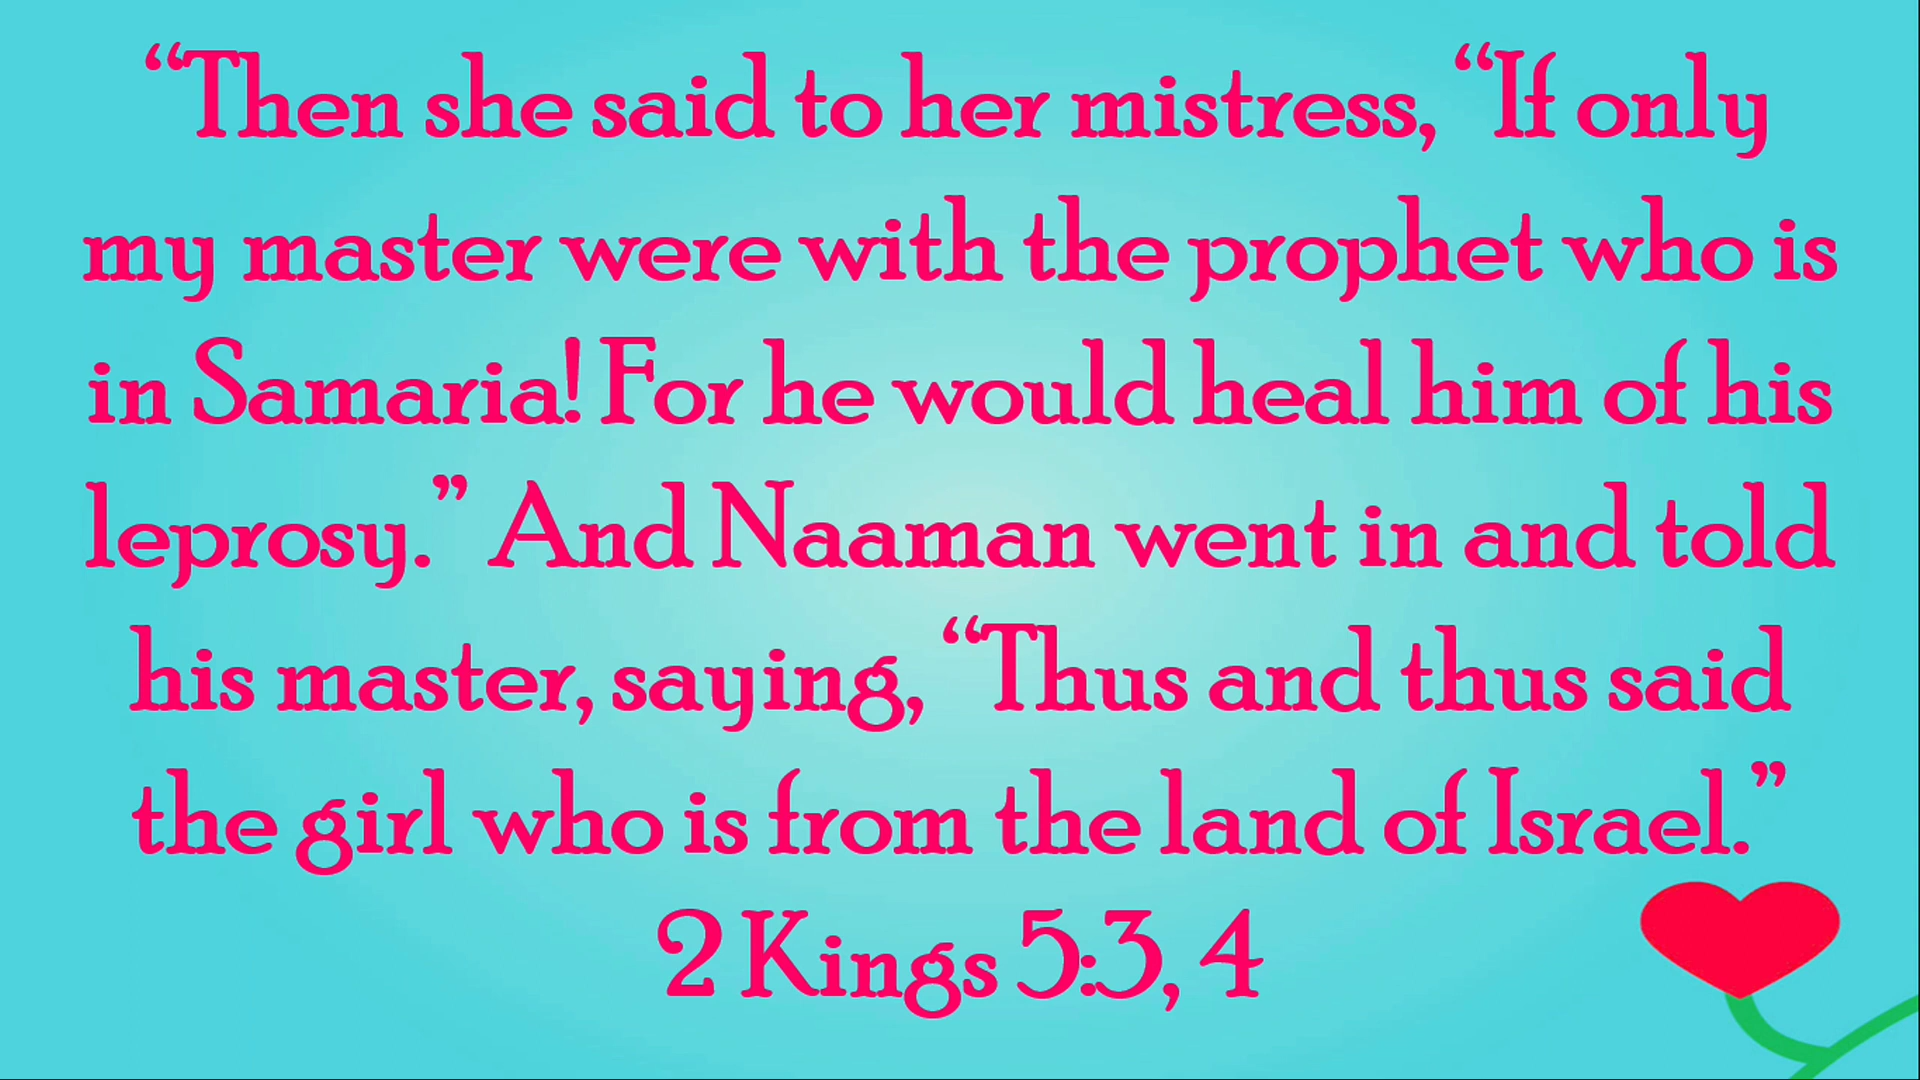 “Then she said to her mistress, “If only
my master were with the prophet who is
in Samaria! For he would heal him of his
leprosy.” And Naaman went in and told
his master, saying, “Thus and thus said
the girl who is from the land of Israel.”
2 Kings 5:3, 4